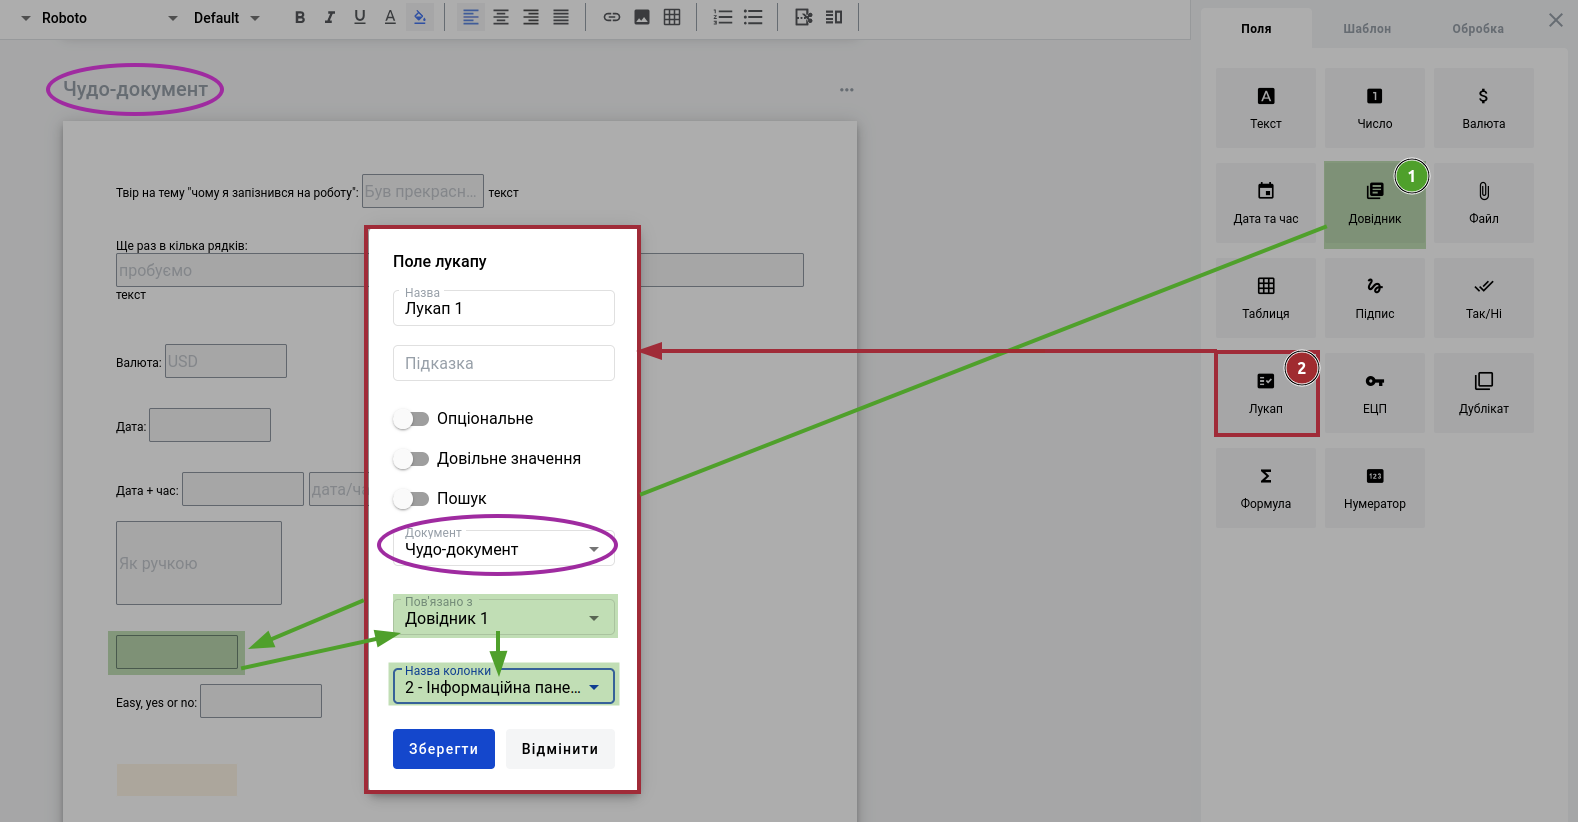 Roboto
Default
B I U A
Поля
Шаблон
Обробка
Чудо-документ
Твір на тему "чому я запізнився на роботу": Був прекрасн... текст
Ще раз в кілька рядків:
пробуємо
текст
Валюта: USD
Дата:
Дата + час: дата/ча
Як ручкою
Easy, yes or no:
Поле лукапу
Назва
Лукап 1
Підказка
Опціональне
Довільне значення
Пошук
Документ
Чудо-документ
Пов'язано з
Довідник 1
Назва колонки
2 - Інформаційна пане...
Зберегти
Відмінити
Текст
Число
Валюта
1
Дата та час
Довідник
Файл
Таблиця
Підпис
Так/Ні
2
Лукап
ЕЦП
Дублікат
123
Формула
Нумератор